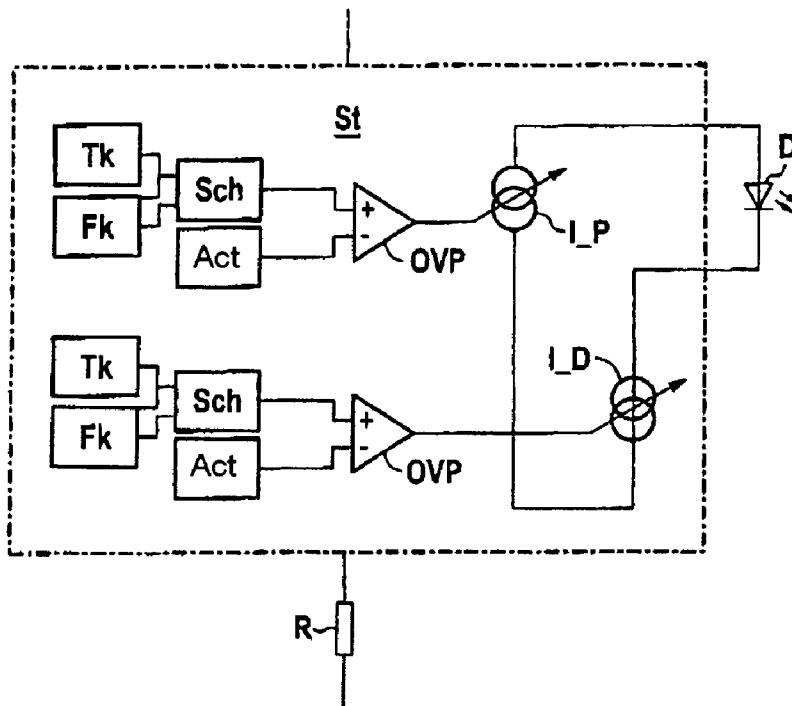 St
D
Tk
Sch
Fk
Act
+
-
OVP
I_P
I_D
Tk
Sch
Fk
Act
+
-
OVP
R